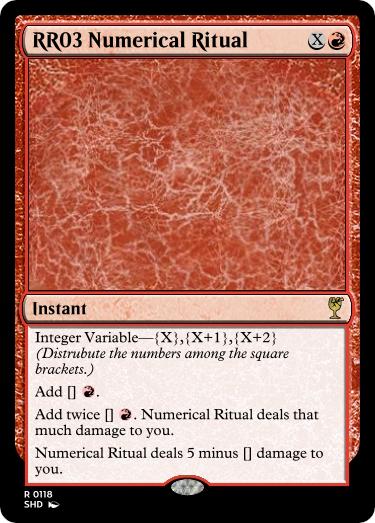 RR03 Numerical Ritual X
Instant
Integer Variable—{X},{X+1},{X+2}
(Distrubute the numbers among the square
brackets.)
Add [] .
Add twice [] . Numerical Ritual deals that
much damage to you.
Numerical Ritual deals 5 minus [] damage to
you.
R 0118
SHD